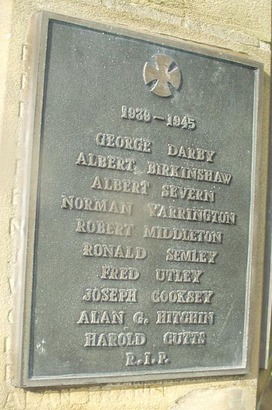 1939-1945
GEORGE DARBY
ALBERT BIRKINSHAW
ALBERT SEVERN
NORMAN YARRINGTON
ROBERT MIDDLETON
RONALD SEMLEY
FRED UTLEY
JOSEPH COOKSEY
ALAN G. HITCHIN
HAROLD CUTTS
R.I.P.